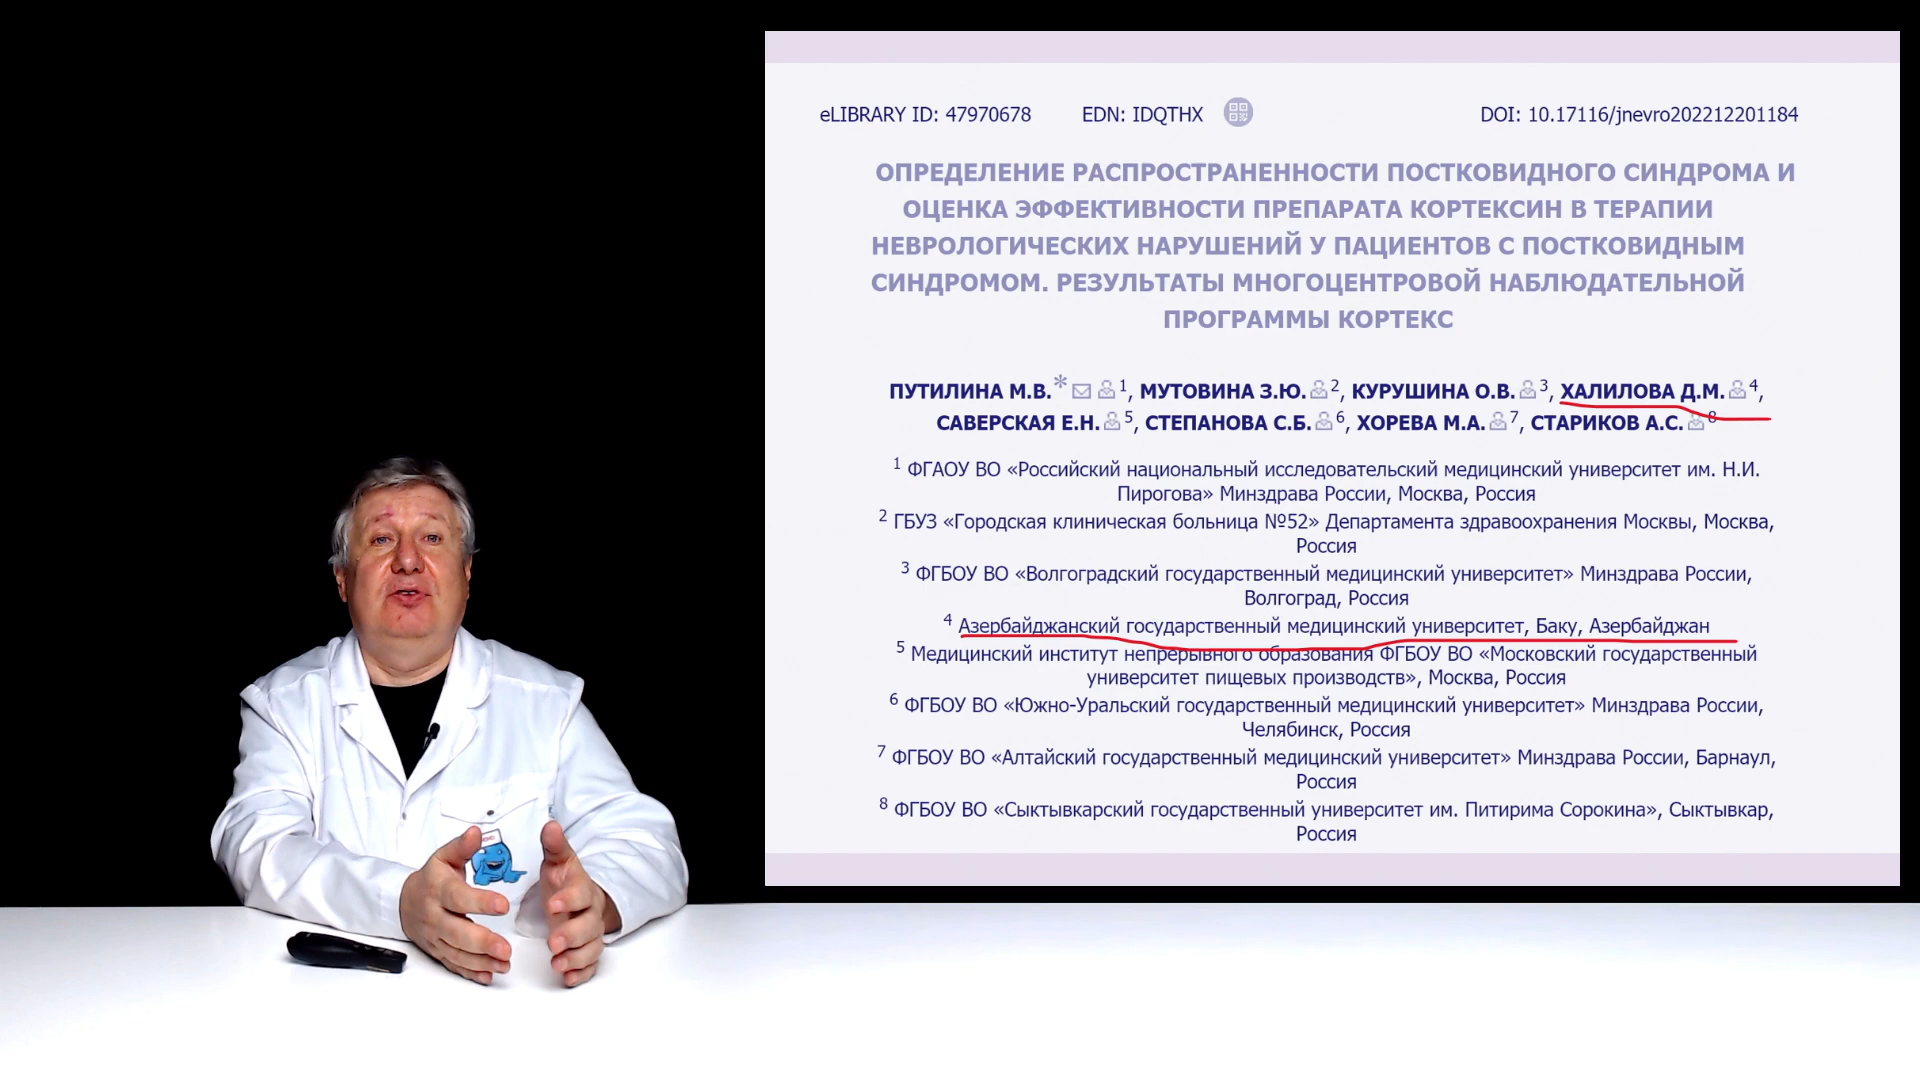 eLIBRARY ID: 47970678 EDN: IDQTHX DOI: 10.17116/jnevro202212201184
ОПРЕДЕЛЕНИЕ РАСПРОСТРАНЕННОСТИ ПОСТКОВИДНОГО СИНДРОМА И
ОЦЕНКА ЭФФЕКТИВНОСТИ ПРЕПАРАТА КОРТЕКСИН В ТЕРАПИИ
НЕВРОЛОГИЧЕСКИХ НАРУШЕНИЙ У ПАЦИЕНТОВ С ПОСТКОВИДНЫМ
СИНДРОМОМ. РЕЗУЛЬТАТЫ МНОГОЦЕНТРОВОЙ НАБЛЮДАТЕЛЬНОЙ
ПРОГРАММЫ КОРТЕКС
ПУТИЛИНА М.В.* 1, МУТОВИНА З.Ю. 2, КУРУШИНА О.В. 3, ХАЛИЛОВА Д.М. 4,
САВЕРСКАЯ Е.Н. 5, СТЕПАНОВА С.Б. 6, ХОРЕВА М.А. 7, СТАРИКОВ А.С. 8
1 ФГАОУ ВО «Российский национальный исследовательский медицинский университет им. Н.И.
Пирогова» Минздрава России, Москва, Россия
2 ГБУЗ «Городская клиническая больница №52» Департамента здравоохранения Москвы, Москва,
Россия
3 ФГБОУ ВО «Волгоградский государственный медицинский университет» Минздрава России,
Волгоград, Россия
4 Азербайджанский государственный медицинский университет, Баку, Азербайджан
5 Медицинский институт непрерывного образования ФГБОУ ВО «Московский государственный
университет пищевых производств», Москва, Россия
6 ФГБОУ ВО «Южно-Уральский государственный медицинский университет» Минздрава России,
Челябинск, Россия
7 ФГБОУ ВО «Алтайский государственный медицинский университет» Минздрава России, Барнаул,
Россия
8 ФГБОУ ВО «Сыктывкарский государственный университет им. Питирима Сорокина», Сыктывкар,
Россия